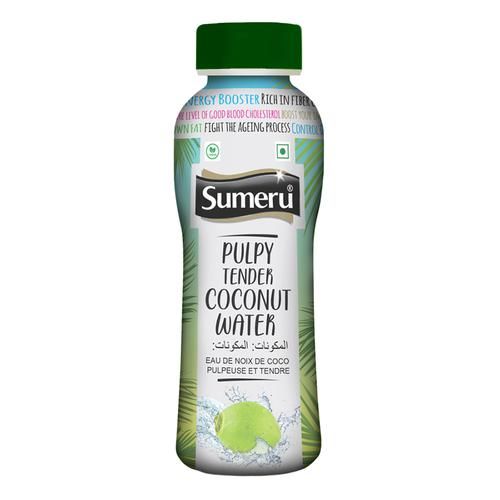 ENERGY BOOSTER RICH IN FIBER
LEVEL OF GOOD BLOOD CHOLESTEROL BOOST YOUR
FAT FIGHT THE AGEING PROCESS CONTROL
Sumeru®
PULPY
TENDER
COCONUT
WATER
المكونات: المكونات:
EAU DE NOIX DE COCO
PULPEUSE ET TENDRE